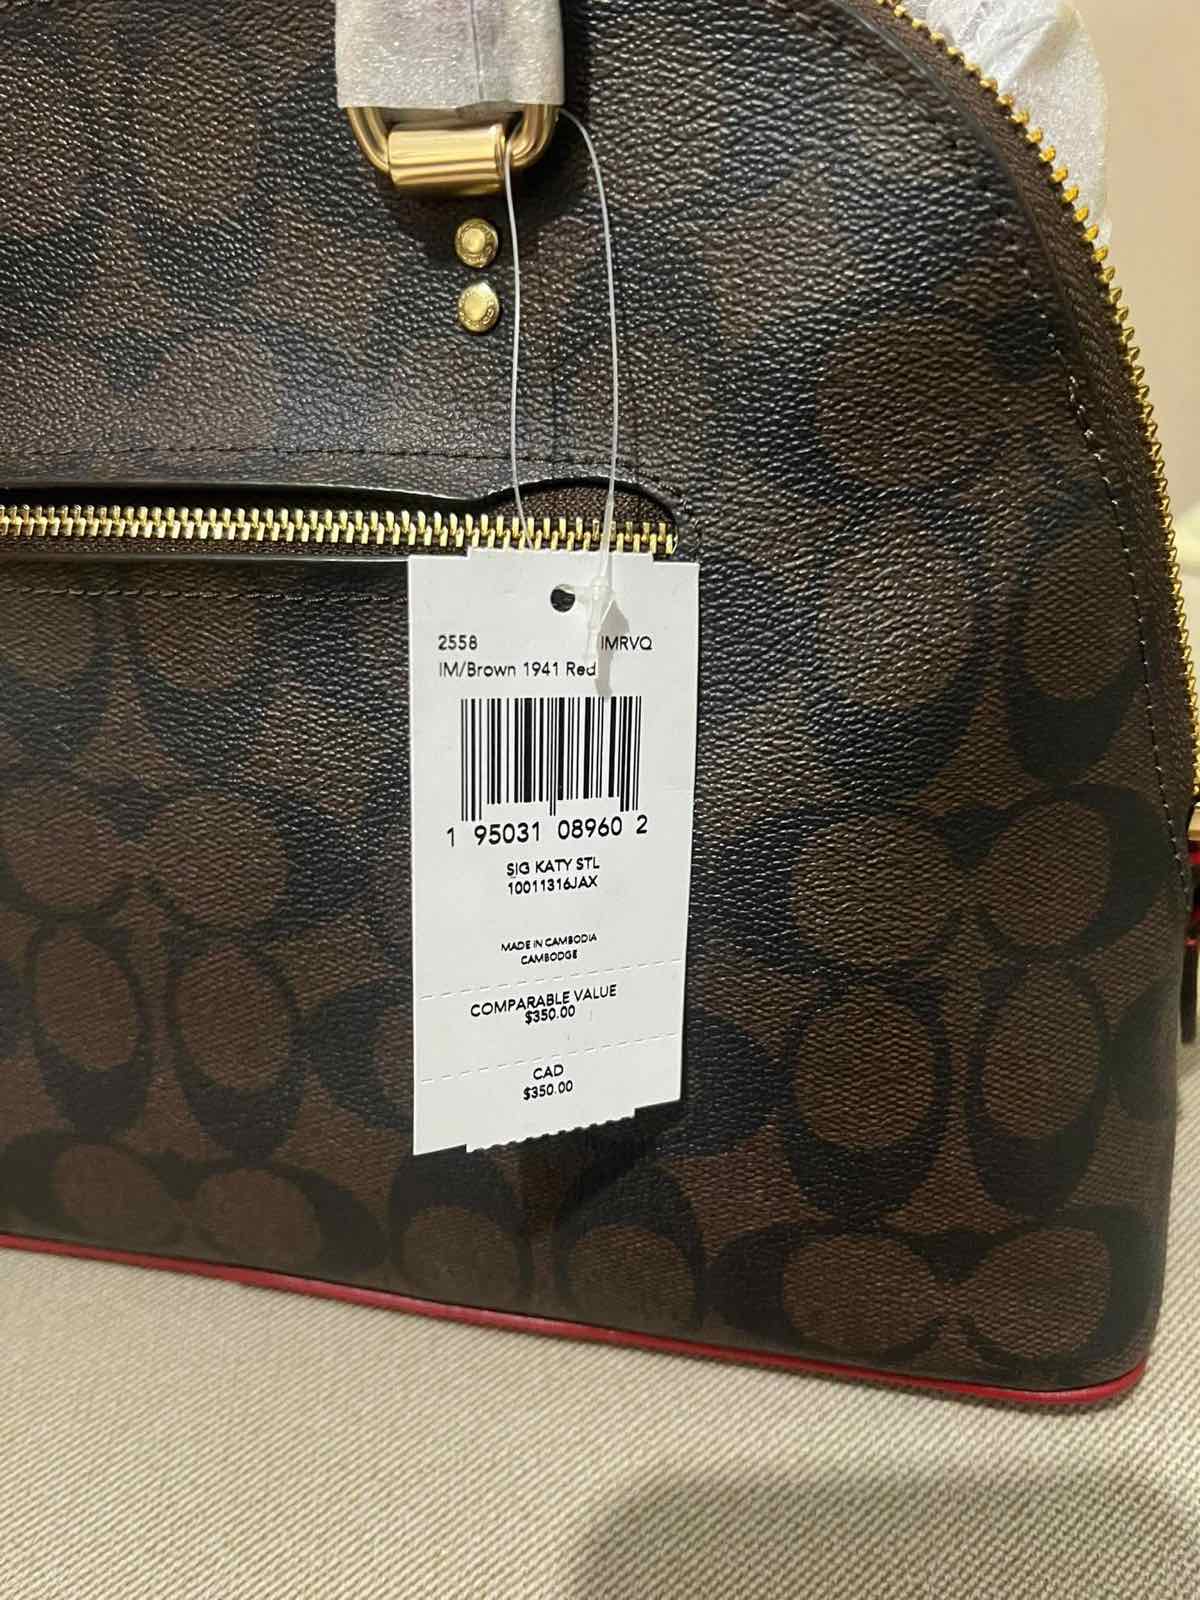 2558 IMRVQ
IM/Brown 1941 Red
1 95031 08960 2
SIG KATY STL
10011316JAX
MADE IN CAMBODIA
CAMBODGE
COMPARABLE VALUE
$350.00
CAD
$350.00